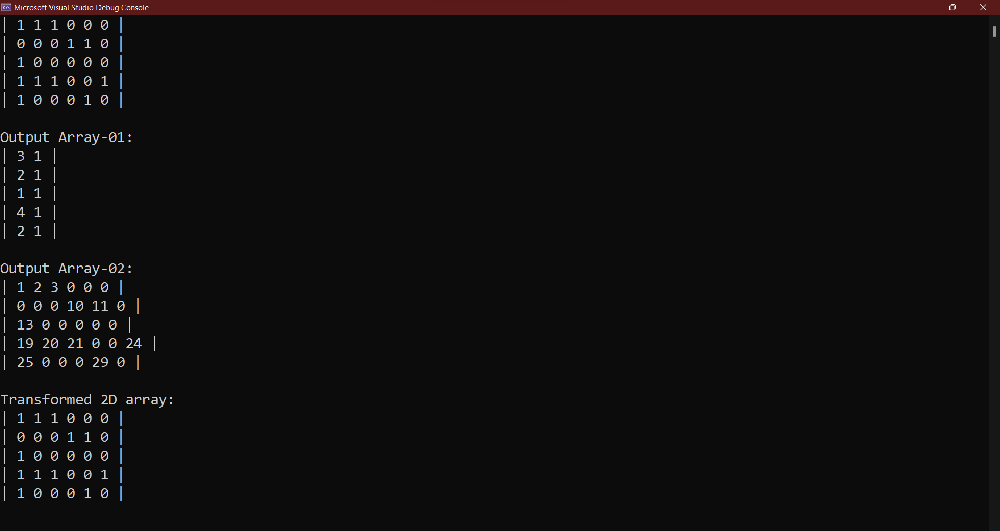 Microsoft Visual Studio Debug Console
| 1 1 1 0 0 0 |
| 0 0 0 1 1 0 |
| 1 0 0 0 0 0 |
| 1 1 1 0 0 1 |
| 1 0 0 0 1 0 |
Output Array-01:
| 3 1 |
| 2 1 |
| 1 1 |
| 4 1 |
| 2 1 |
Output Array-02:
| 1 2 3 0 0 0 |
| 0 0 0 10 11 0 |
| 13 0 0 0 0 0 |
| 19 20 21 0 0 24 |
| 25 0 0 0 29 0 |
Transformed 2D array:
| 1 1 1 0 0 0 |
| 0 0 0 1 1 0 |
| 1 0 0 0 0 0 |
| 1 1 1 0 0 1 |
| 1 0 0 0 1 0 |